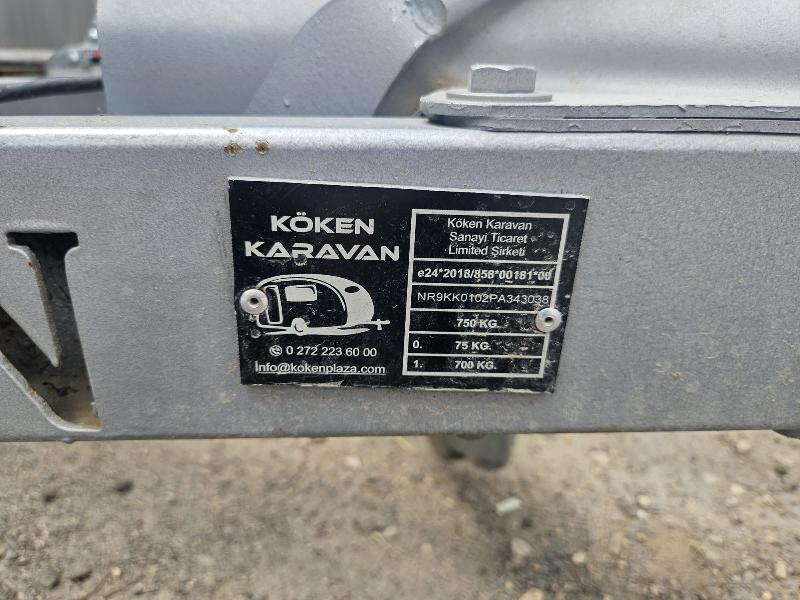 KÖKEN
KARAVAN
0 272 223 60 00
Info@kokenplaza.com
Köken Karavan
Sanayi Ticaret
Limited Şirketi
e24*2018/858*00181*00
NR9KK0102PA343038
750 KG.
0. 75 KG.
1. 700 KG.